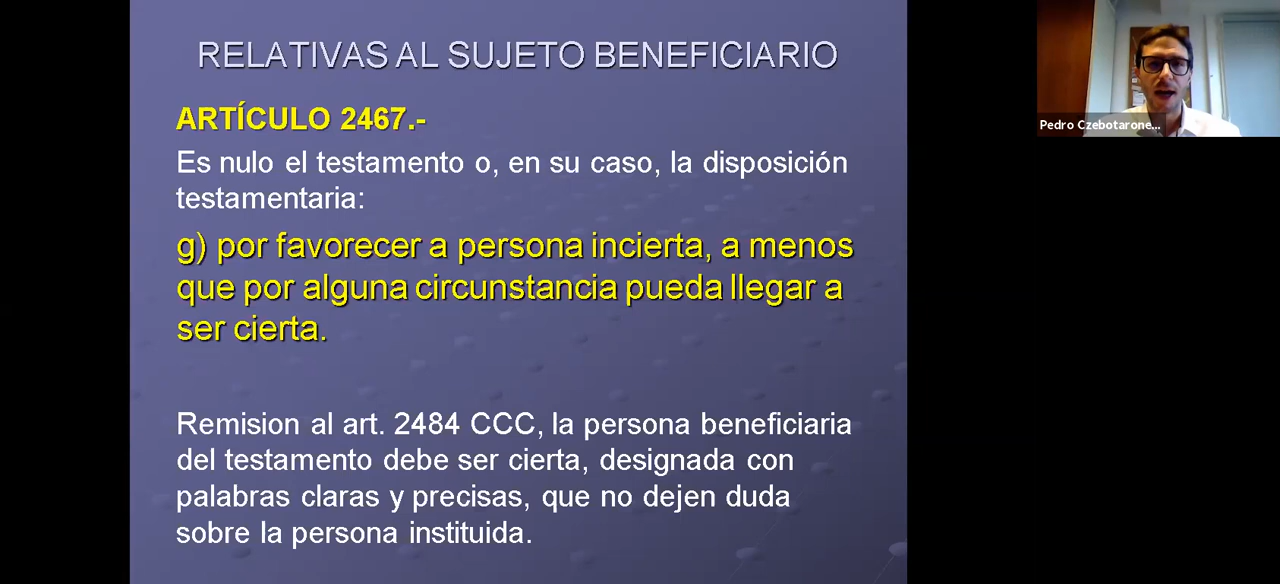 RELATIVAS AL SUJETO BENEFICIARIO
ARTÍCULO 2467.-
Es nulo el testamento o, en su caso, la disposición
testamentaria:
g) por favorecer a persona incierta, a menos
que por alguna circunstancia pueda llegar a
ser cierta.
Remision al art. 2484 CCC, la persona beneficiaria
del testamento debe ser cierta, designada con
palabras claras y precisas, que no dejen duda
sobre la persona instituida.
Pedro Czebotarone...